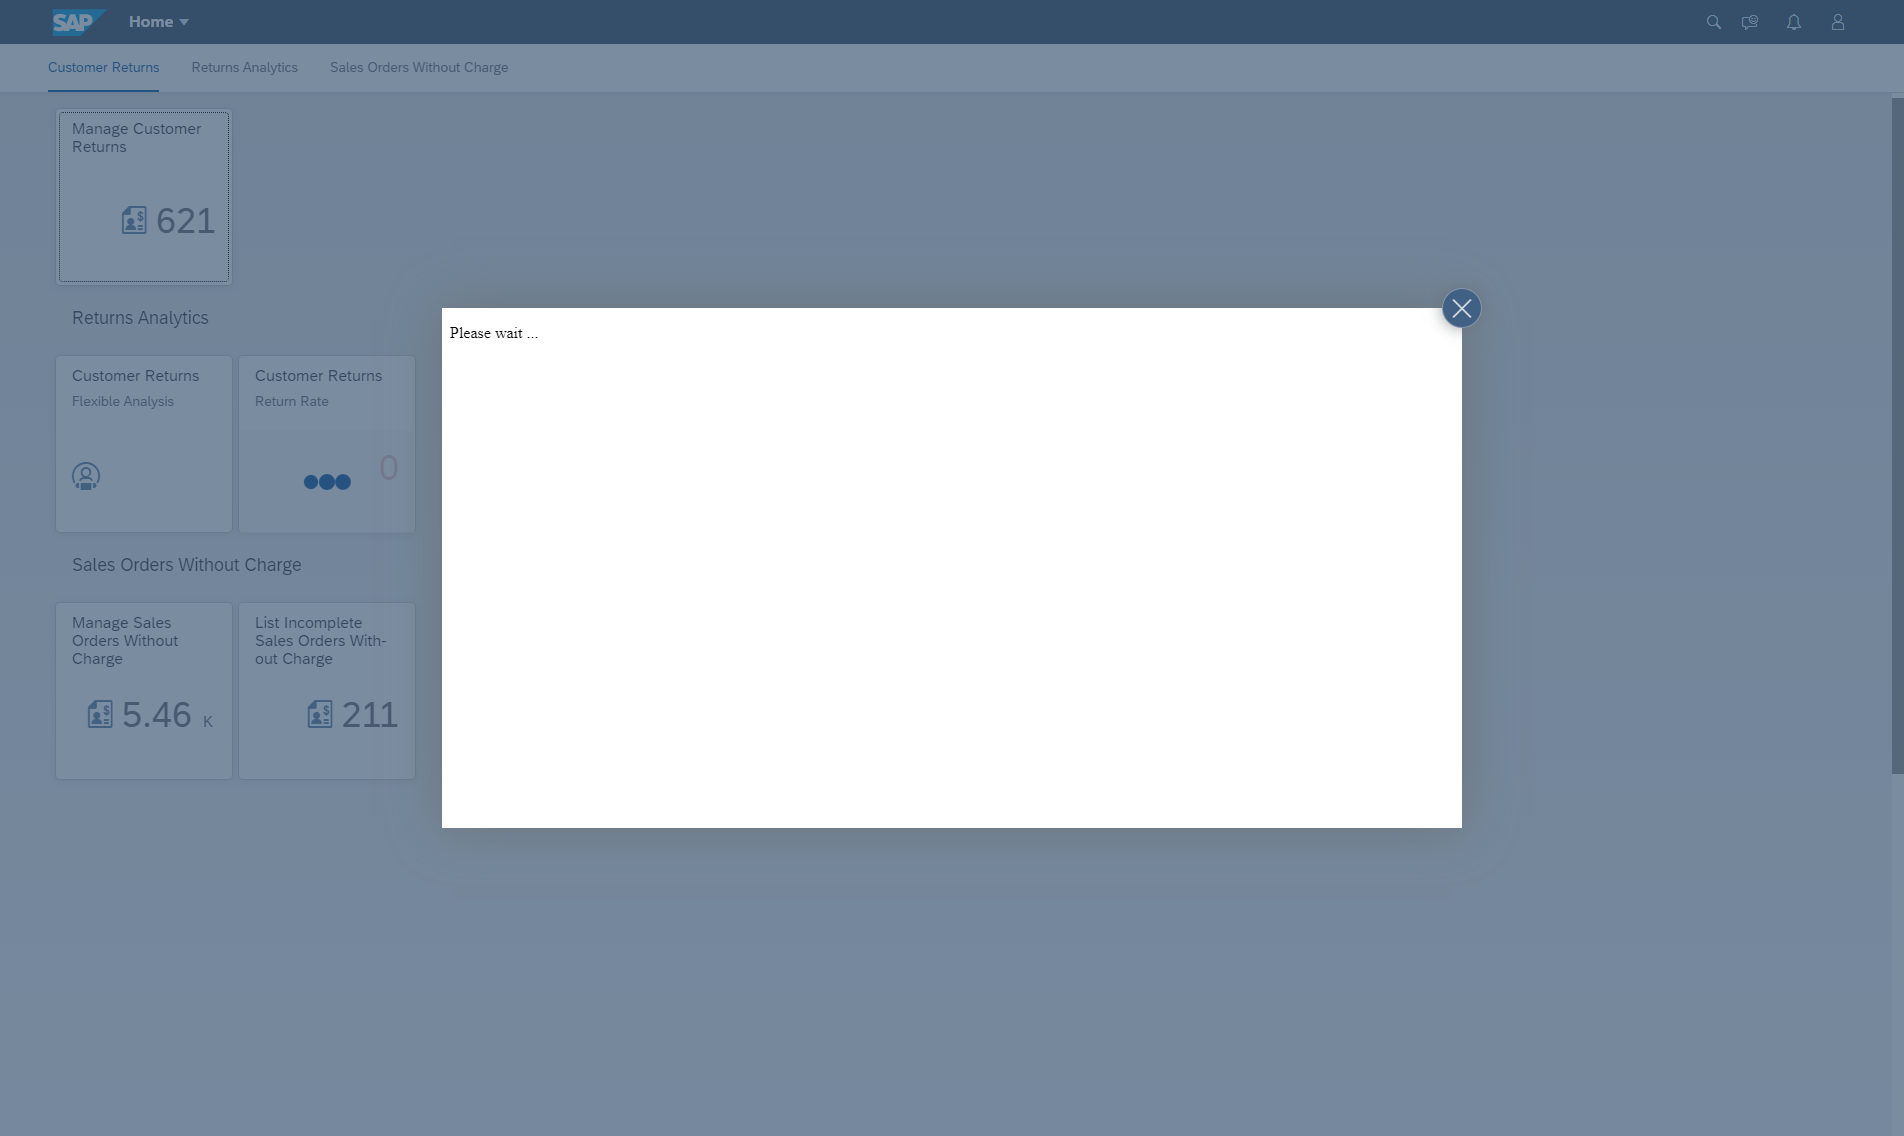 SAP Home
Customer Returns Returns Analytics Sales Orders Without Charge
Manage Customer
Returns
621
Returns Analytics
Customer Returns
Flexible Analysis
Customer Returns
Return Rate
0
Sales Orders Without Charge
Manage Sales
Orders Without
Charge
5.46 K
List Incomplete
Sales Orders With-
out Charge
211
Please wait ...